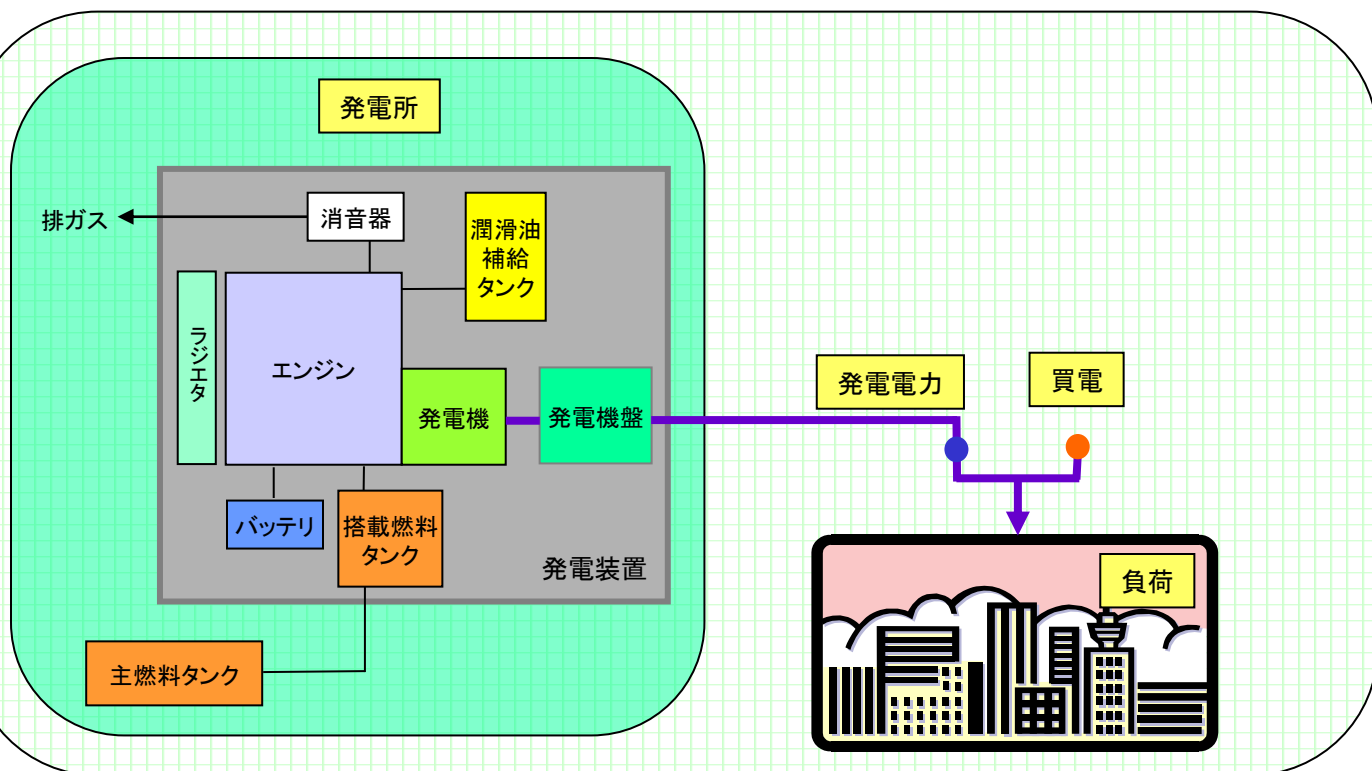 発電所
排ガス
消音器
潤滑油
補給
タンク
ラジエタ
エンジン
発電機
発電機盤
発電電力
買電
バッテリ
搭載燃料
タンク
発電装置
負荷
主燃料タンク